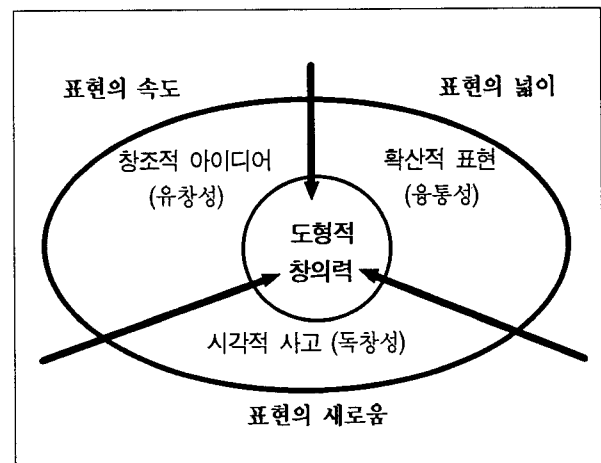 표현의 속도
표현의 넓이
창조적 아이디어
(유창성)
확산적 표현
(융통성)
도형적
창의력
시각적 사고 (독창성)
표현의 새로움